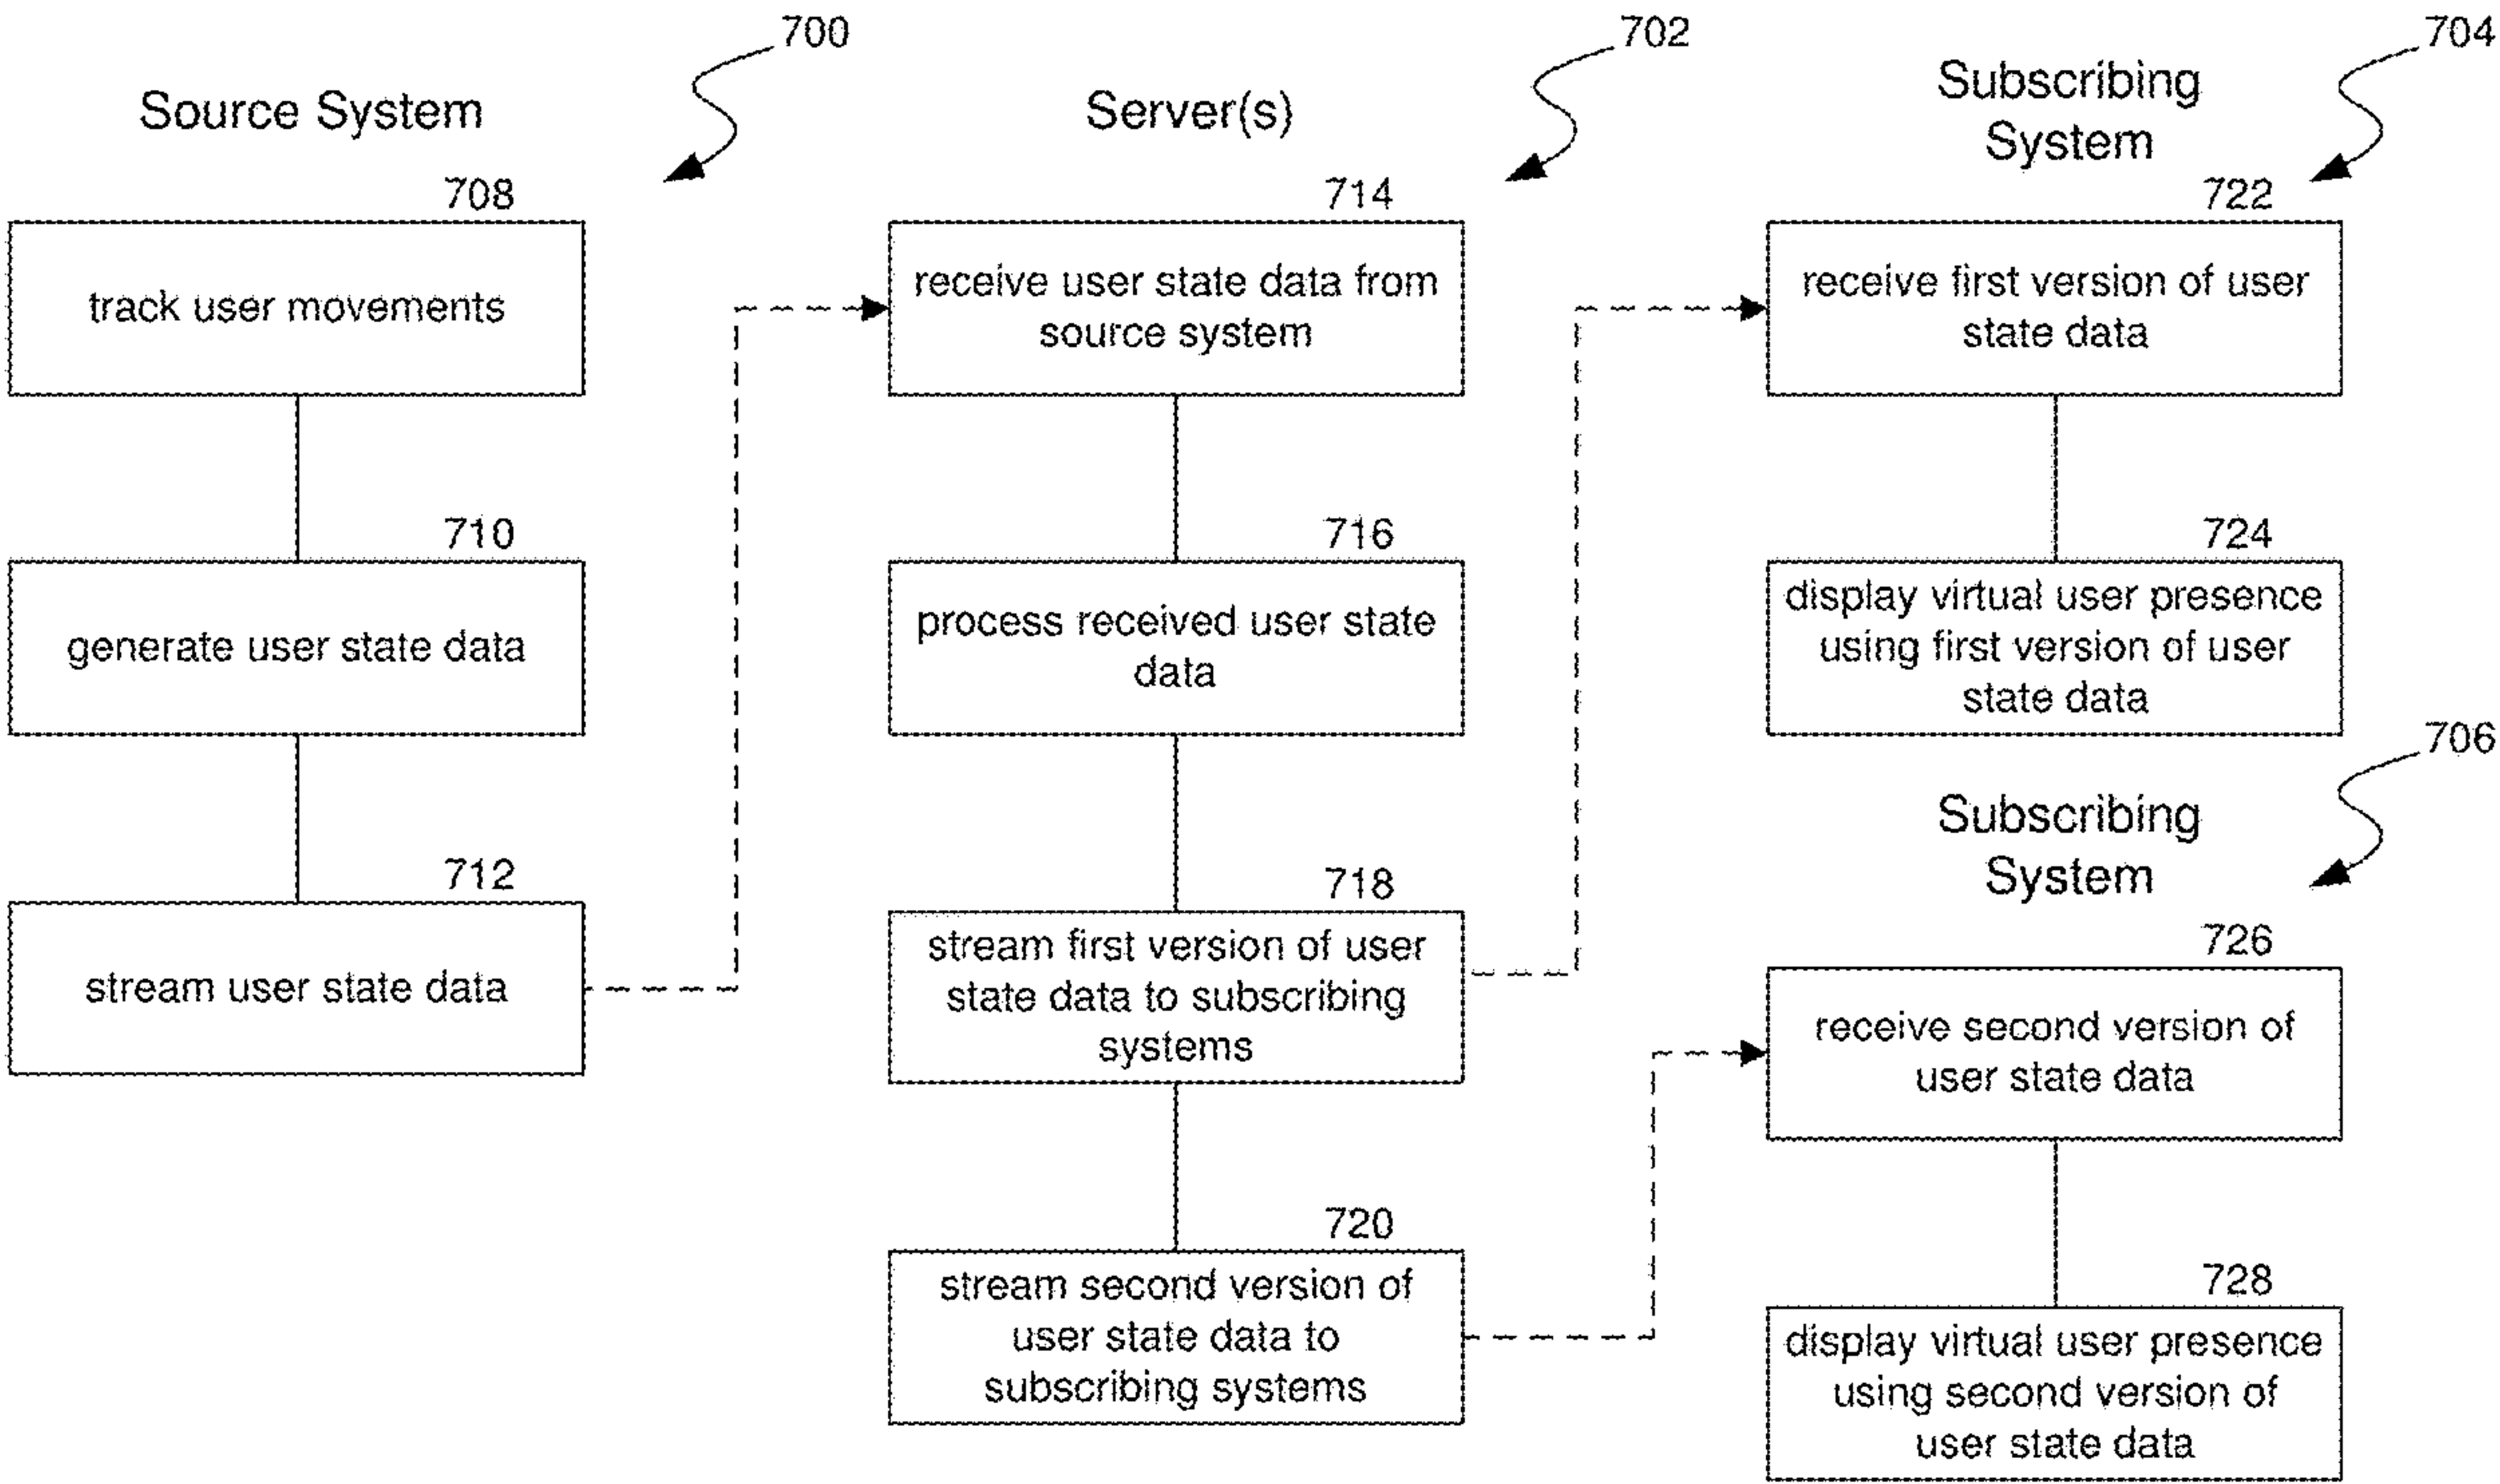 700
Source System
708
track user movements
710
generate user state data
712
stream user state data
702
Server(s)
714
receive user state data from
source system
716
process received user state
data
718
stream first version of user
state data to subscribing
systems
720
stream second version of
user state data to
subscribing systems
704
Subscribing
System
722
receive first version of user
state data
724
display virtual user presence
using first version of user
state data
706
Subscribing
System
726
receive second version of
user state data
728
display virtual user presence
using second version of
user state data